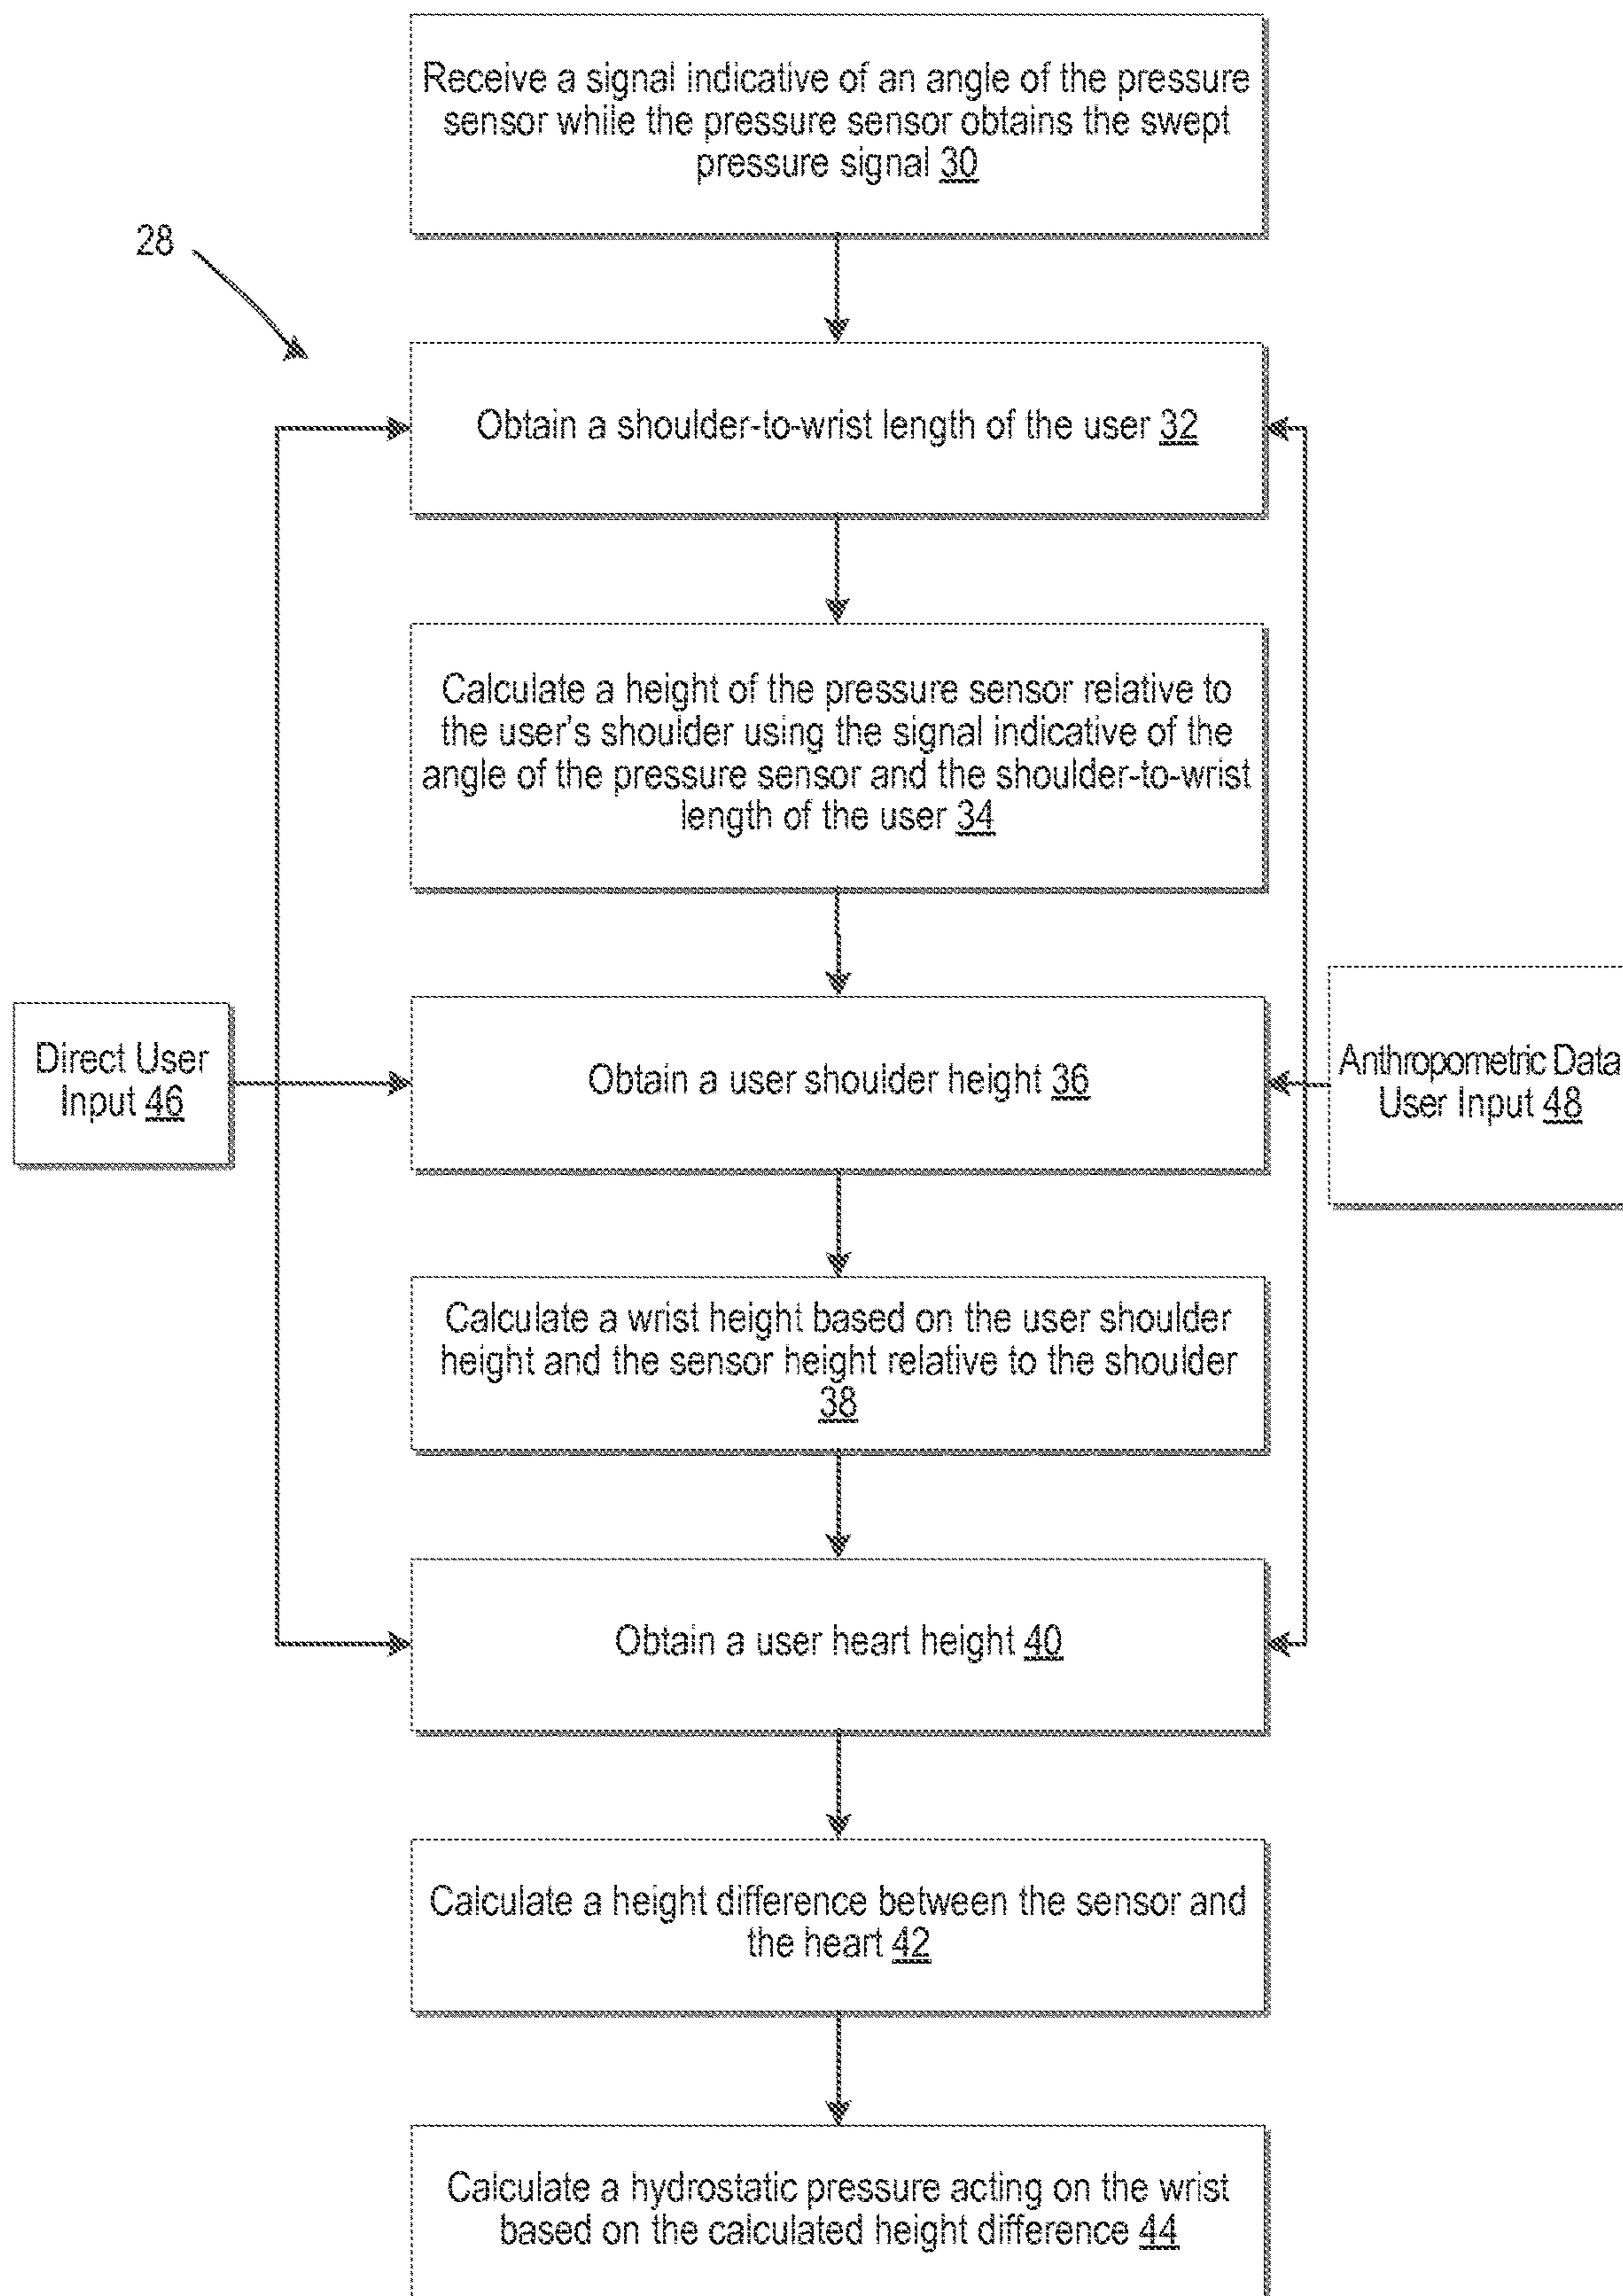 Receive a signal indicative of an angle of the pressure
sensor while the pressure sensor obtains the swept
pressure signal 30
28
Obtain a shoulder-to-wrist length of the user 32
Calculate a height of the pressure sensor relative to
the user's shoulder using the signal indicative of the
angle of the pressure sensor and the shoulder-to-wrist
length of the user 34
Direct User
Input 46
Obtain a user shoulder height 36
Anthropometric Data
User Input 48
Calculate a wrist height based on the user shoulder
height and the sensor height relative to the shoulder
38
Obtain a user heart height 40
Calculate a height difference between the sensor and
the heart 42
Calculate a hydrostatic pressure acting on the wrist
based on the calculated height difference 44